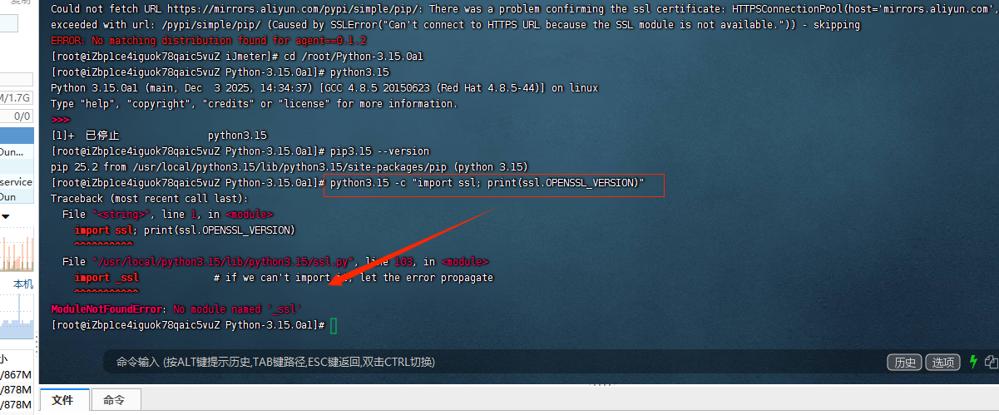 复制
Could not fetch URL https://mirrors.aliyun.com/pypi/simple/pip/: There was a problem confirming the ssl certificate: HTTPSConnectionPool(host='mirrors.aliyun.com',
exceeded with url: /pypi/simple/pip/ (Caused by SSLError("Can't connect to HTTPS URL because the SSL module is not available.")) - skipping
ERROR: No matching distribution found for agent==0.1.2
[root@iZbp1ce4iguok78qaic5vuZ iJmeter]# cd /root/Python-3.15.0a1
[root@iZbp1ce4iguok78qaic5vuZ Python-3.15.0a1]# python3.15
Python 3.15.0a1 (main, Dec  3 2025, 14:34:37) [GCC 4.8.5 20150623 (Red Hat 4.8.5-44)] on linux
Type "help", "copyright", "credits" or "license" for more information.
>>>
[1]+  已停止               python3.15
[root@iZbp1ce4iguok78qaic5vuZ Python-3.15.0a1]# pip3.15 --version
pip 25.2 from /usr/local/python3.15/lib/python3.15/site-packages/pip (python 3.15)
[root@iZbp1ce4iguok78qaic5vuZ Python-3.15.0a1]# python3.15 -c "import ssl; print(ssl.OPENSSL_VERSION)"
Traceback (most recent call last):
  File "<string>", line 1, in <module>
    import ssl; print(ssl.OPENSSL_VERSION)
    ^^^^^^^^^^
  File "/usr/local/python3.15/lib/python3.15/ssl.py", line 103, in <module>
    import _ssl             # if we can't import it, let the error propagate
    ^^^^^^^^^^^
ModuleNotFoundError: No module named '_ssl'
[root@iZbp1ce4iguok78qaic5vuZ Python-3.15.0a1]#
命令输入 (按ALT键提示历史,TAB键路径,ESC键返回,双击CTRL切换)
历史
选项
文件
命令
M/1.7G
0/0
Dun...
service
Dun
本机
小
/867M
/878M
/878M